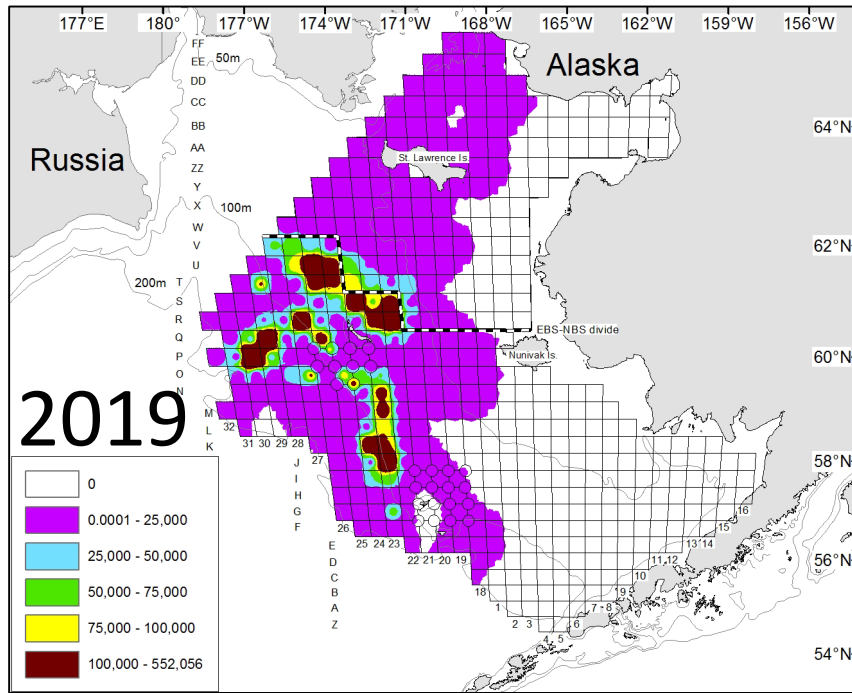 177°E 180° 177°W 174°W 171°W 168°W 165°W 162°W 159°W 156°W
FF
EE
DD
CC
BB
AA
ZZ
Y
X
W
V
U
T
S
R
Q
P
O
N
M
L
K
J
I
H
G
F
E
D
C
B
A
Z
50m
100m
200m
Russia
Alaska
St. Lawrence Is.
EBS-NBS divide
Nunivak Is.
64°N
62°N
60°N
58°N
56°N
54°N
32
31 30 29 28
27
26
25 24 23
22 21 20 19
18
1
2 3
4 5
6
7 8
9
10
11 12
13 14
15
16
2019
0
0.0001 - 25,000
25,000 - 50,000
50,000 - 75,000
75,000 - 100,000
100,000 - 552,056